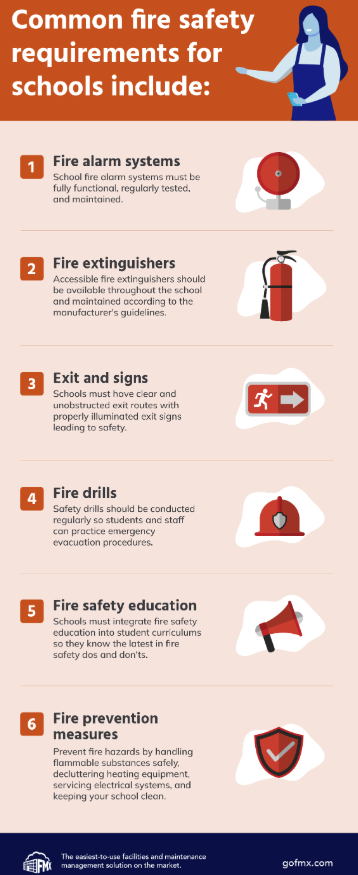 Common fire safety
requirements for
schools include:
1
Fire alarm systems
School fire alarm systems must be
fully functional, regularly tested,
and maintained.
2
Fire extinguishers
Accessible fire extinguishers should
be available throughout the school
and maintained according to the
manufacturer's guidelines.
3
Exit and signs
Schools must have clear and
unobstructed exit routes with
properly illuminated exit signs
leading to safety.
4
Fire drills
Safety drills should be conducted
regularly so students and staff
can practice emergency
evacuation procedures.
5
Fire safety education
Schools must integrate fire safety
education into student curriculums
so they know the latest in fire
safety dos and don'ts.
6
Fire prevention
measures
Prevent fire hazards by handling
flammable substances safely,
decluttering heating equipment,
servicing electrical systems, and
keeping your school clean.
FMX
The easiest-to-use facilities and maintenance
management solution on the market.
gofmx.com